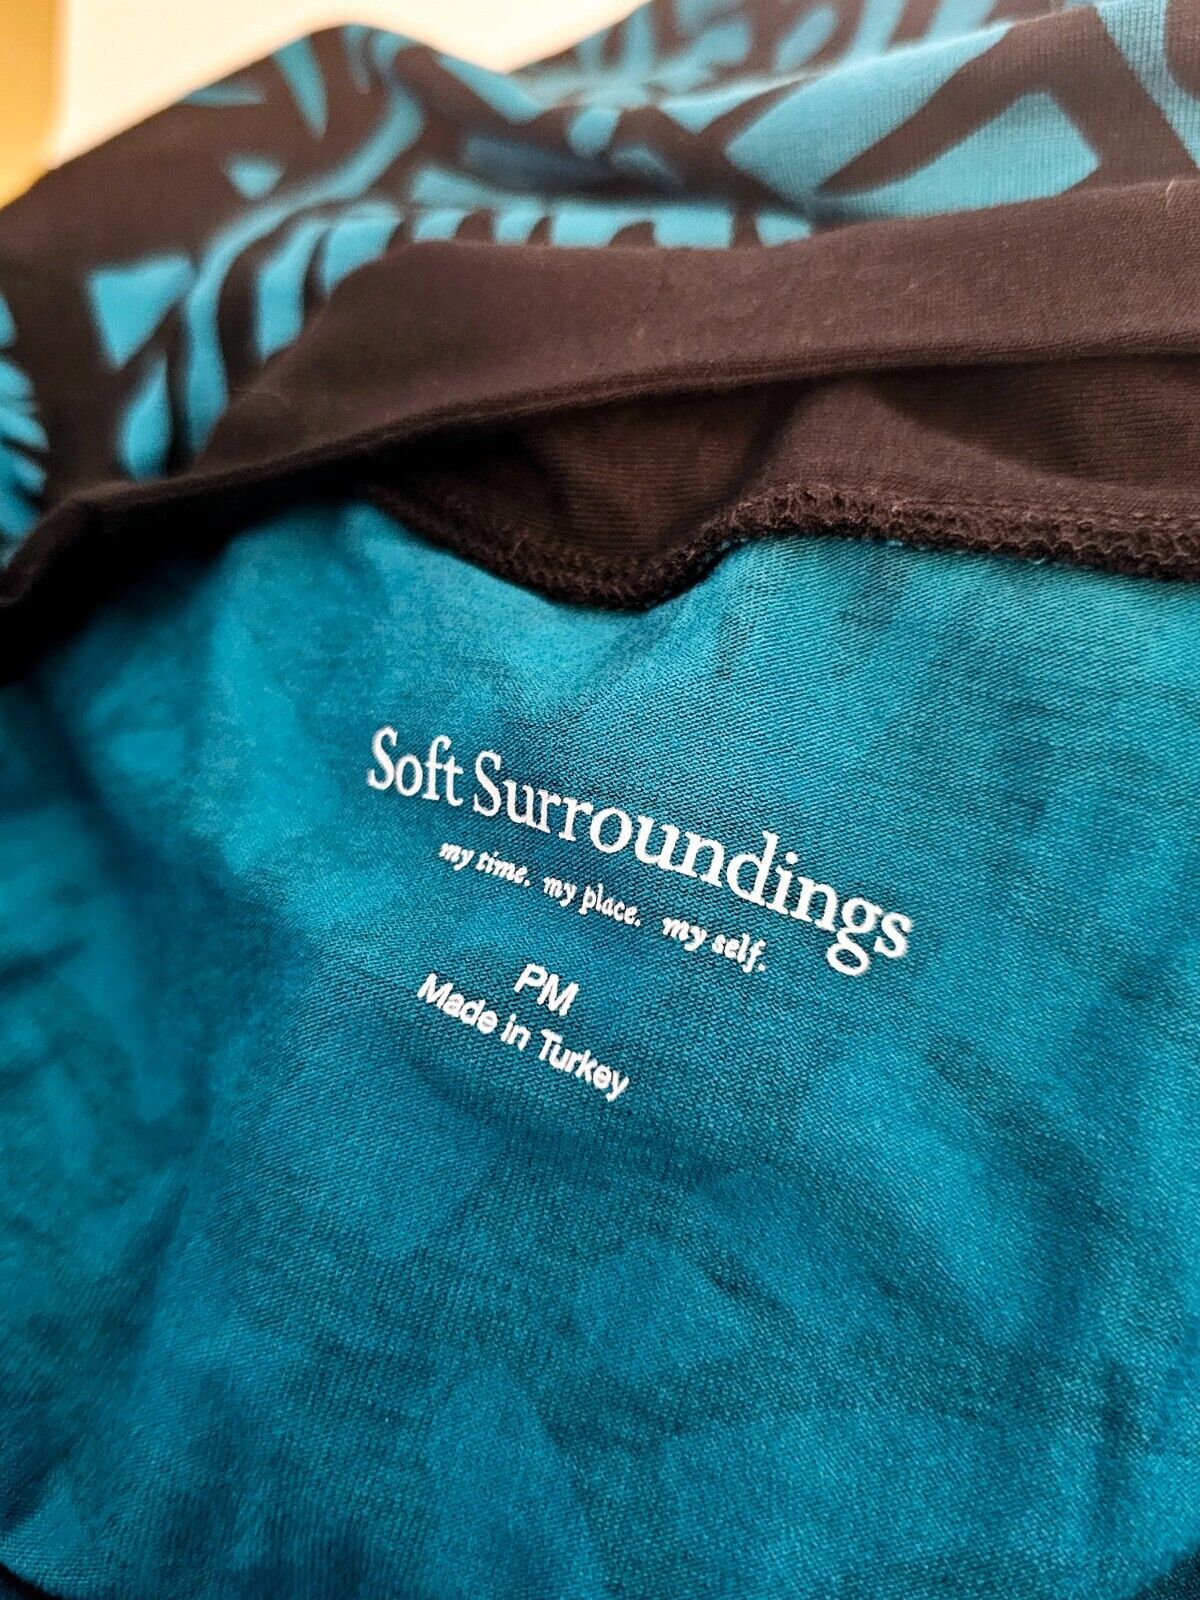 Soft Surroundings
my time. my place. my self.
PM
Made in Turkey